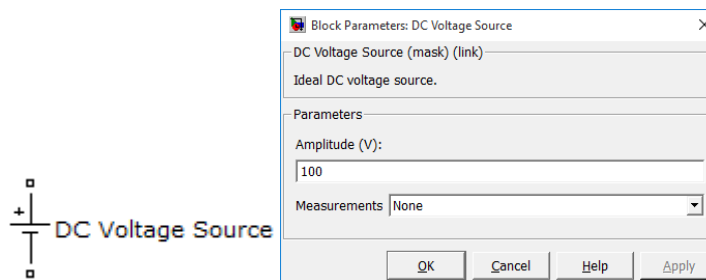 Block Parameters: DC Voltage Source
DC Voltage Source (mask) (link)
Ideal DC voltage source.
Parameters
Amplitude (V):
100
Measurements None
OK Cancel Help Apply
+
DC Voltage Source